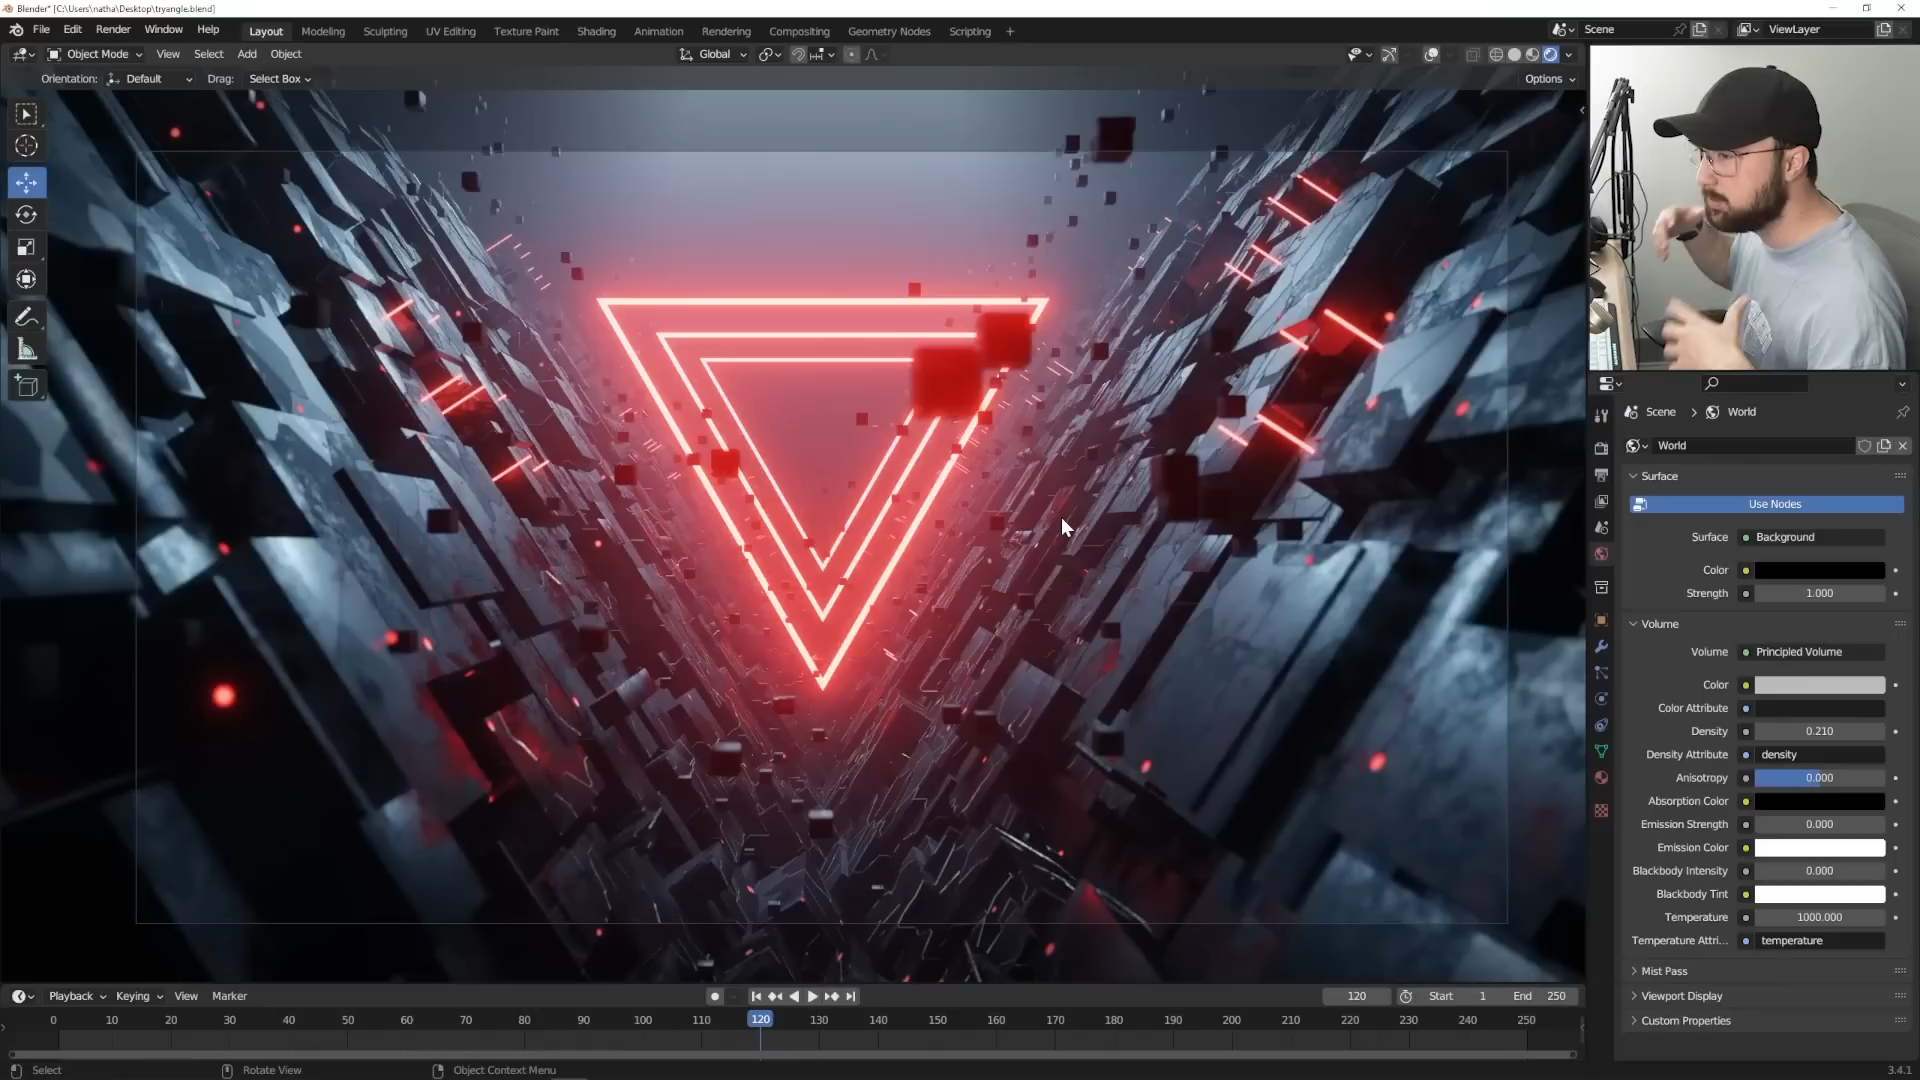 Blender* [C:\Users\natha\Desktop\tryangle.blend]
File Edit Render Window Help Layout Modeling Sculpting UV Editing Texture Paint Shading Animation Rendering Compositing Geometry Nodes Scripting + Scene ViewLayer
Object Mode View Select Add Object Global
Orientation: Default Drag: Select Box Options
Scene > World
World
Surface
Use Nodes
Surface Background
Color
Strength 1.000
Volume
Volume Principled Volume
Color
Color Attribute
Density 0.210
Density Attribute density
Anisotropy 0.000
Absorption Color
Emission Strength 0.000
Emission Color
Blackbody Intensity 0.000
Blackbody Tint
Temperature 1000.000
Temperature Attri... temperature
Mist Pass
Viewport Display
Custom Properties
Playback Keying View Marker 120 Start 1 End 250
0 10 20 30 40 50 60 70 80 90 100 110 120 130 140 150 160 170 180 190 200 210 220 230 240 250
Select Rotate View Object Context Menu 3.4.1